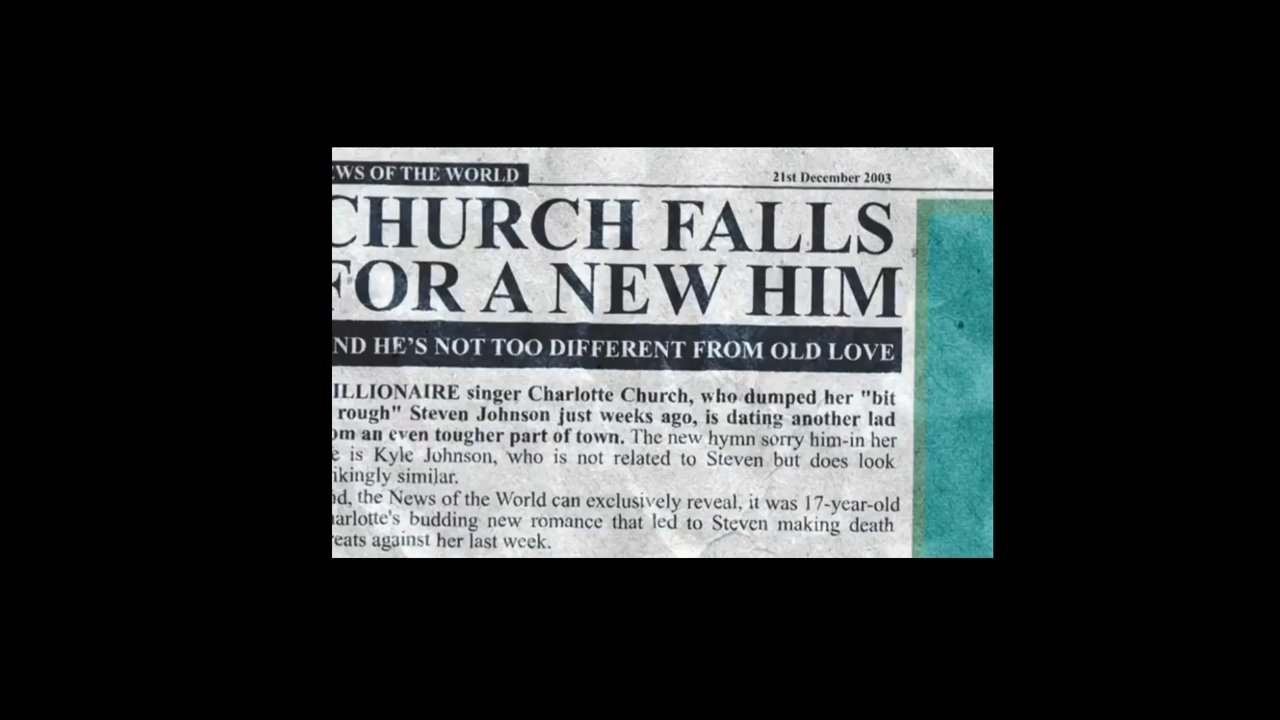 EWS OF THE WORLD
21st December 2003
CHURCH FALLS
FOR A NEW HIM
ND HE'S NOT TOO DIFFERENT FROM OLD LOVE
ILLIONAIRE singer Charlotte Church, who dumped her "bit
rough" Steven Johnson just weeks ago, is dating another lad
om an even tougher part of town. The new hymn sorry him-in her
e is Kyle Johnson, who is not related to Steven but does look
ikingly similar.
nd, the News of the World can exclusively reveal, it was 17-year-old
arlotte's budding new romance that led to Steven making death
eats against her last week.